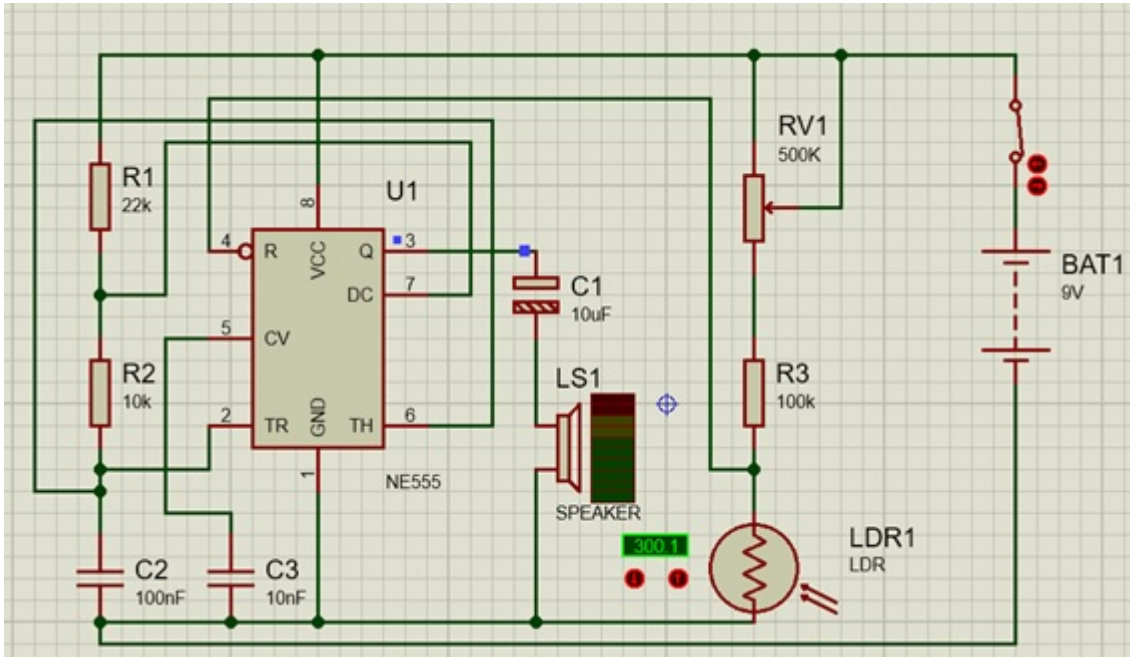 R1
22k
R2
10k
C2
100nF
C3
10nF
U1
4
R
8
VCC
Q
3
DC
7
5
CV
2
TR
GND
1
TH
6
NE555
C1
10uF
LS1
SPEAKER
RV1
500K
R3
100k
300.1
LDR1
LDR
BAT1
9V